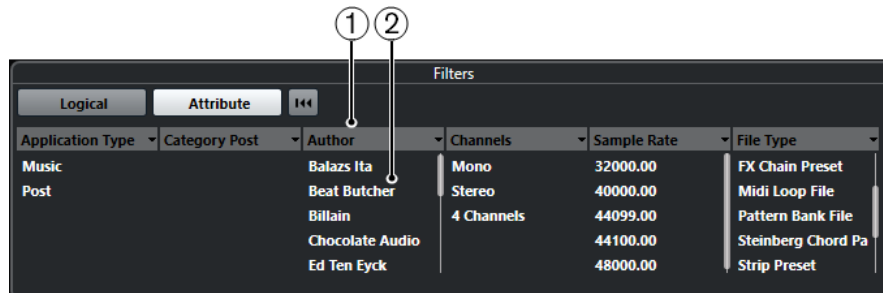 1 2
Filters
Logical Attribute
Application Type Category Post Author Channels Sample Rate File Type
Music Balazs Ita Mono 32000.00 FX Chain Preset
Post Beat Butcher Stereo 40000.00 Midi Loop File
Billain 4 Channels 44099.00 Pattern Bank File
Chocolate Audio 44100.00 Steinberg Chord Pa
Ed Ten Eyck 48000.00 Strip Preset